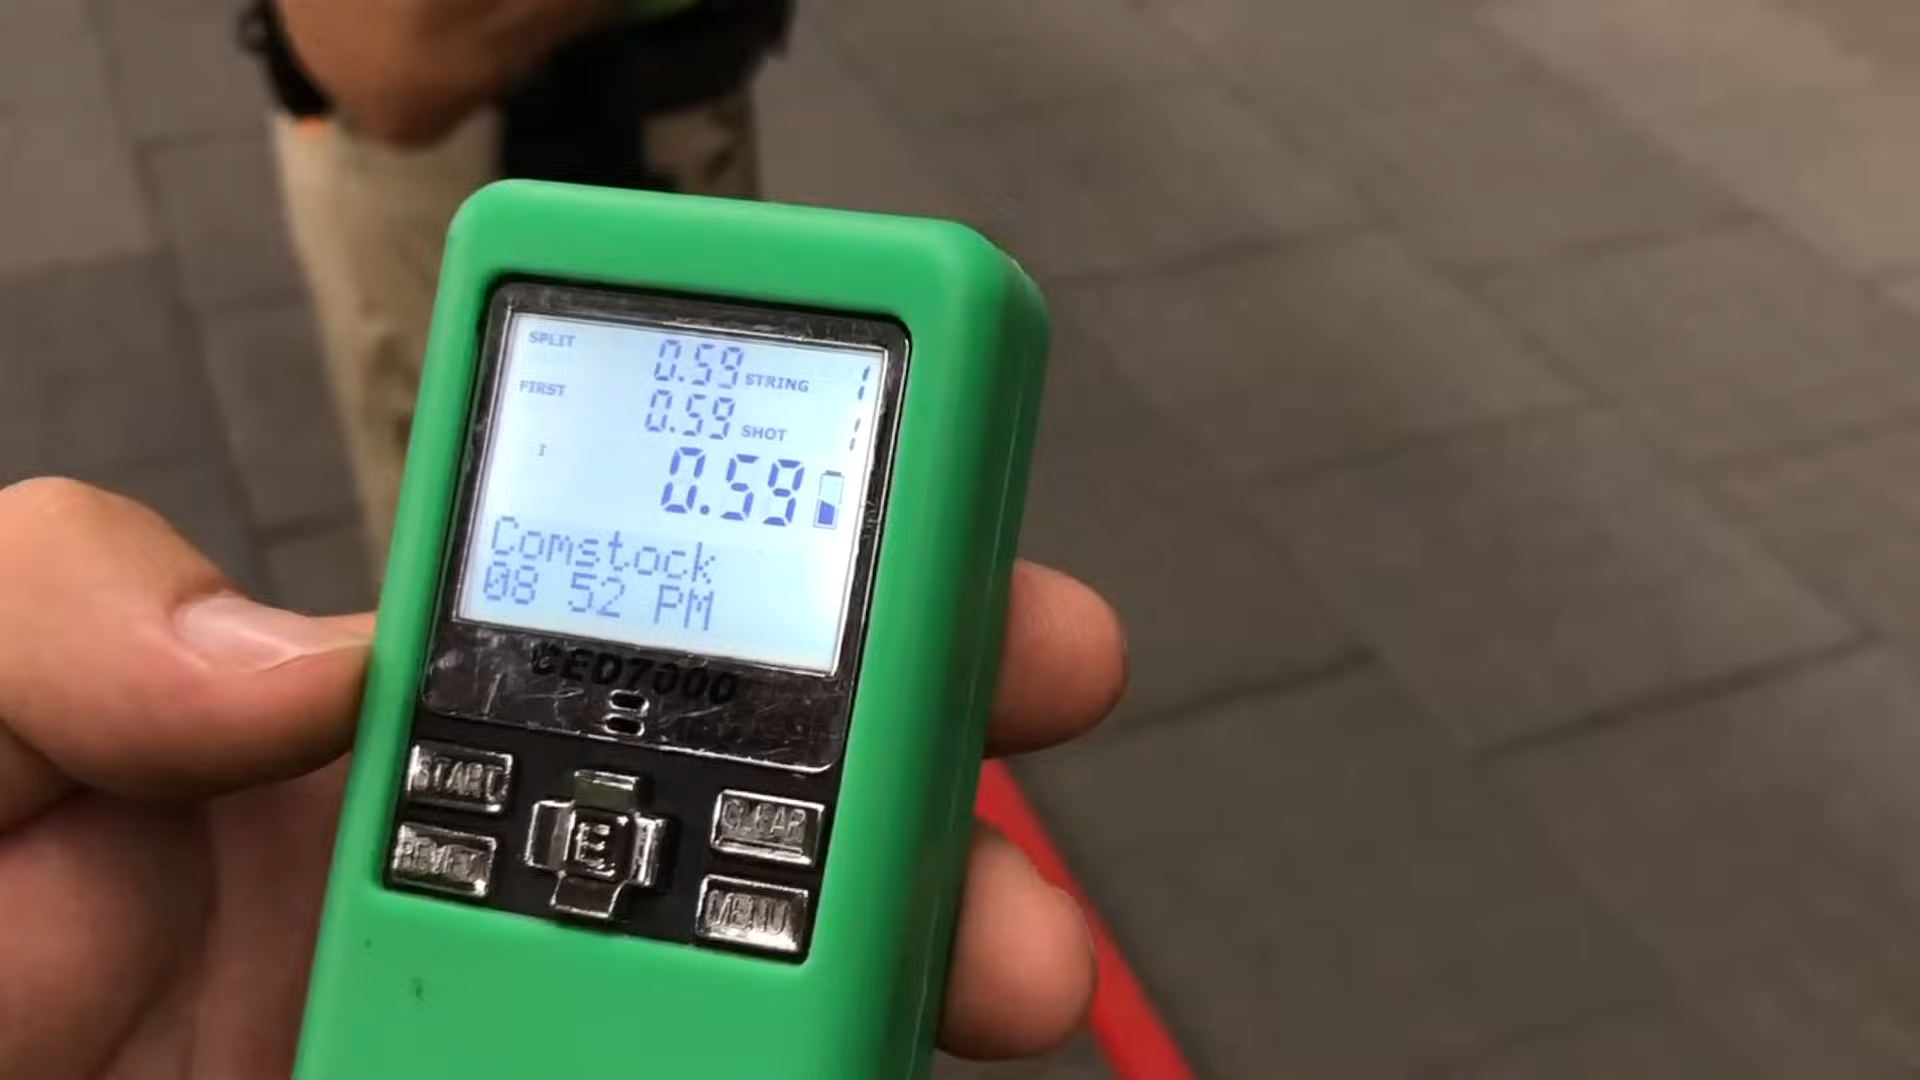 SPLIT 0.59 STRING 1
FIRST 0.59 SHOT 1
I 0.59
Comstock
08 52 PM
CED7000
START
CLEAR
REVIEW
E
MENU